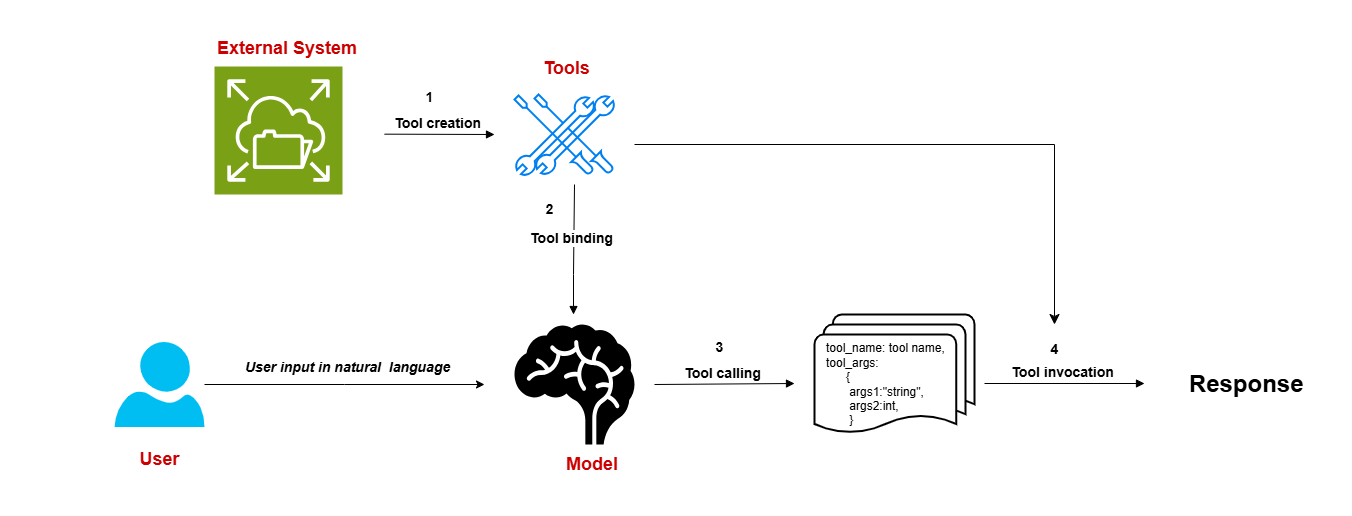 External System
Tools
1
Tool creation
2
Tool binding
User input in natural language
3
Tool calling
tool_name: tool name,
tool_args:
{
args1:"string",
args2:int,
}
4
Tool invocation
Response
User
Model